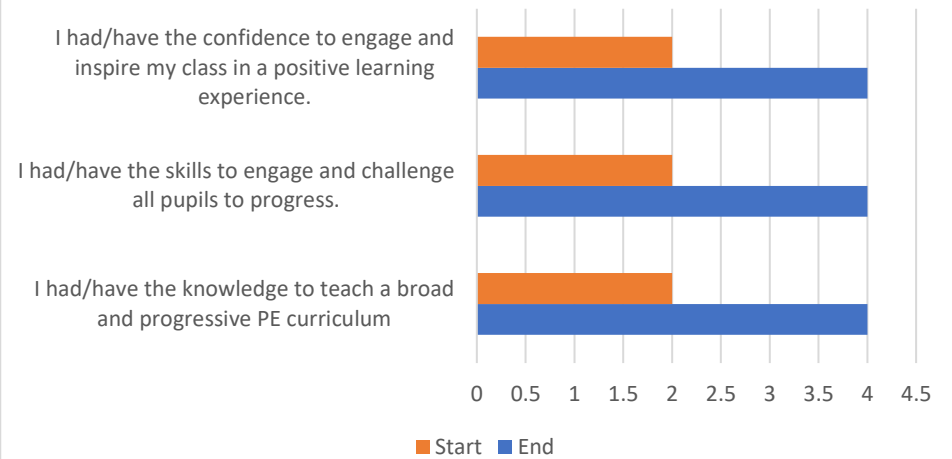 I had/have the confidence to engage and
inspire my class in a positive learning
experience.
I had/have the skills to engage and challenge
all pupils to progress.
I had/have the knowledge to teach a broad
and progressive PE curriculum
0 0.5 1 1.5 2 2.5 3 3.5 4 4.5
Start End